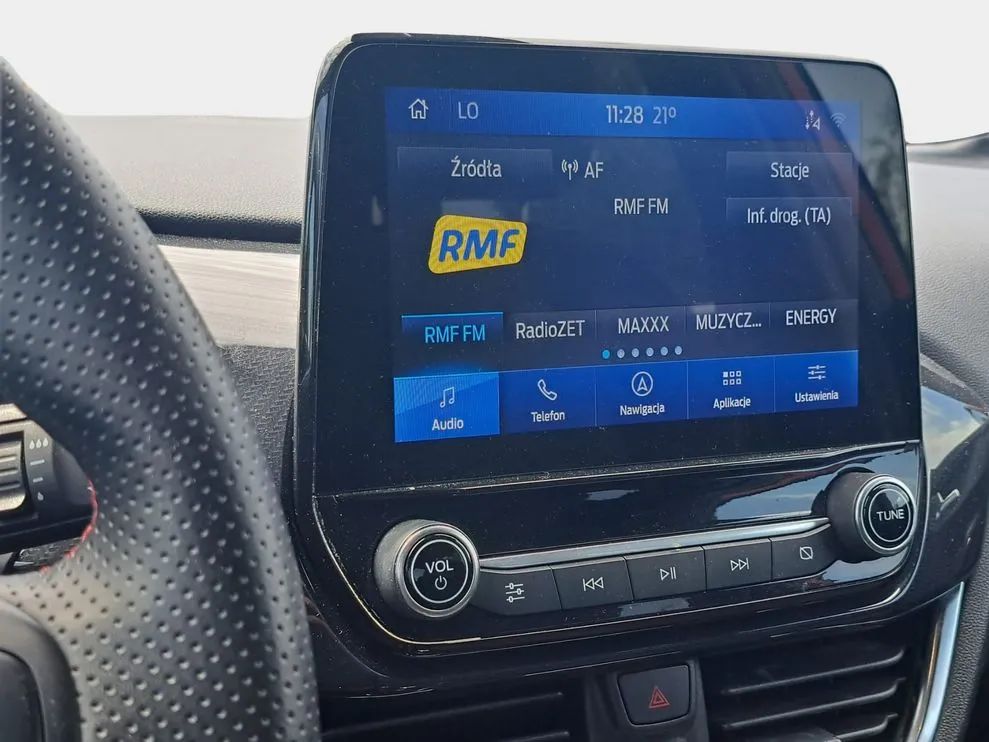 LO 11:28 21º
Źródła AF Stacje
RMF FM
Inf. drog. (TA)
RMF
RMF FM RadioZET MAXXX MUZYCZ... ENERGY
Audio Telefon Nawigacja Aplikacje Ustawienia
VOL
TUNE